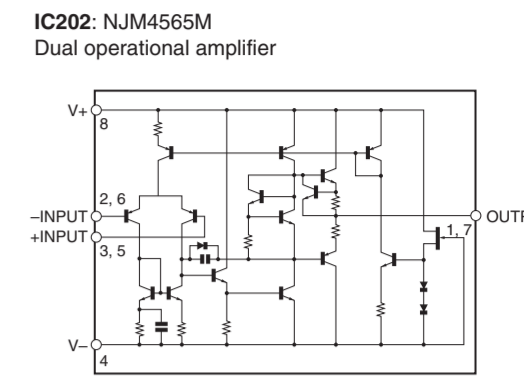 IC202: NJM4565M
Dual operational amplifier
V+
8
2, 6
–INPUT
+INPUT
3, 5
1, 7
V–
4